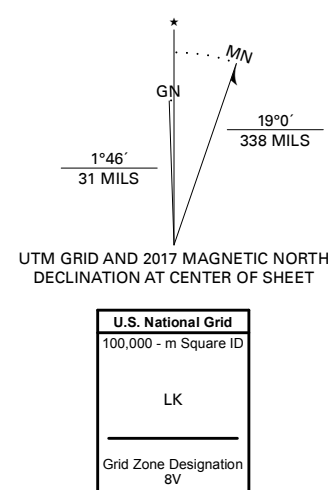 ★
MN
GN
19°0´
338 MILS
1°46´
31 MILS
UTM GRID AND 2017 MAGNETIC NORTH
DECLINATION AT CENTER OF SHEET
U.S. National Grid
100,000 - m Square ID
LK
Grid Zone Designation
8V